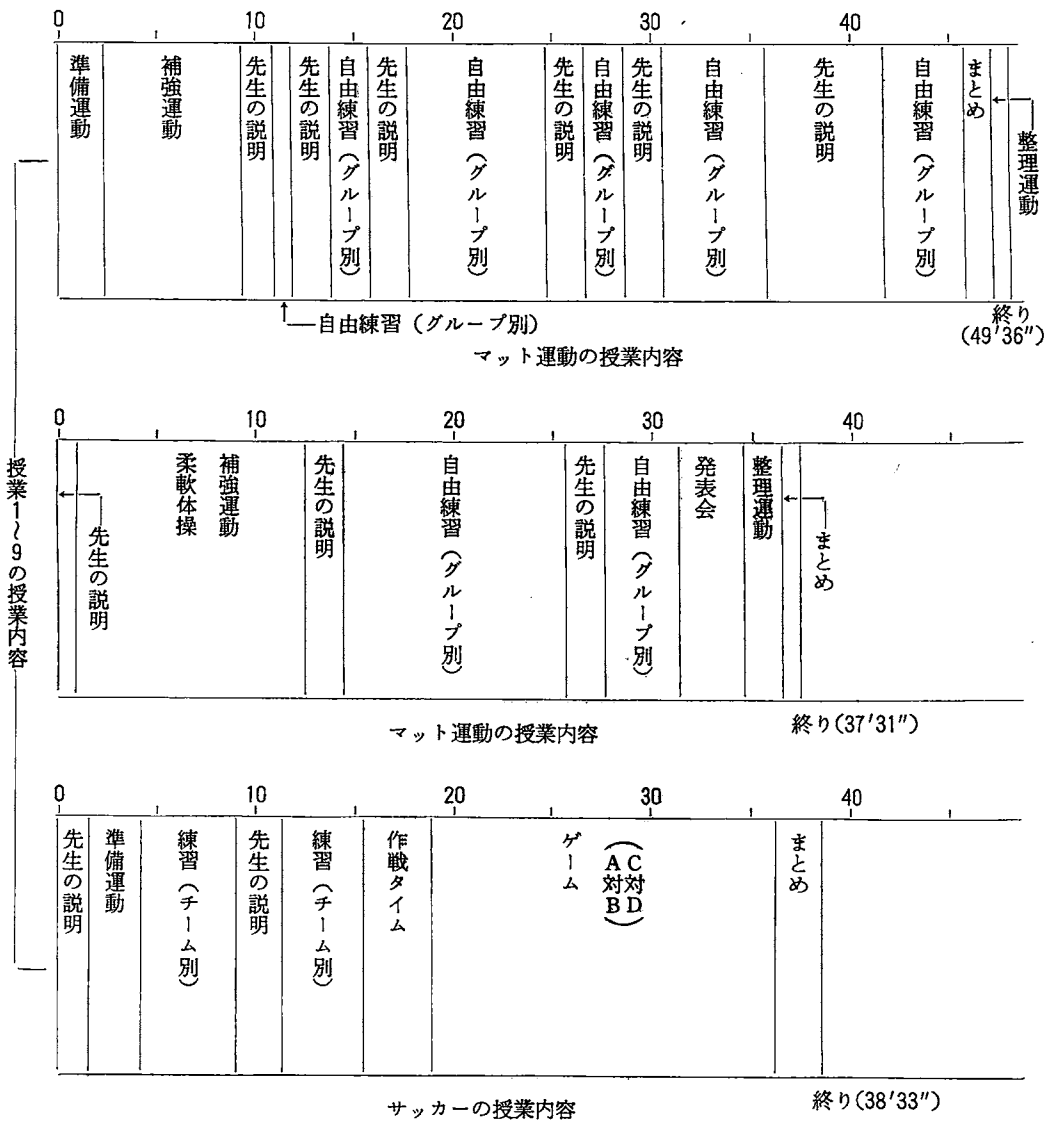 0 10 20 30 40
準備運動
補強運動
先生の説明
先生の説明
自由練習(グループ別)
先生の説明
自由練習(グループ別)
先生の説明
自由練習(グループ別)
先生の説明
自由練習(グループ別)
先生の説明
自由練習(グループ別)
まとめ
整理運動
自由練習(グループ別)
終り
(49'36")
マット運動の授業内容
授業1〜9の授業内容
0 10 20 30 40
先生の説明
柔軟体操
補強運動
先生の説明
自由練習(グループ別)
先生の説明
自由練習(グループ別)
発表会
整理運動
まとめ
終り(37'31")
マット運動の授業内容
0 10 20 30 40
先生の説明
準備運動
練習(チーム別)
先生の説明
練習(チーム別)
作戦タイム
ゲーム
(A対B
C対D)
まとめ
終り(38'33")
サッカーの授業内容